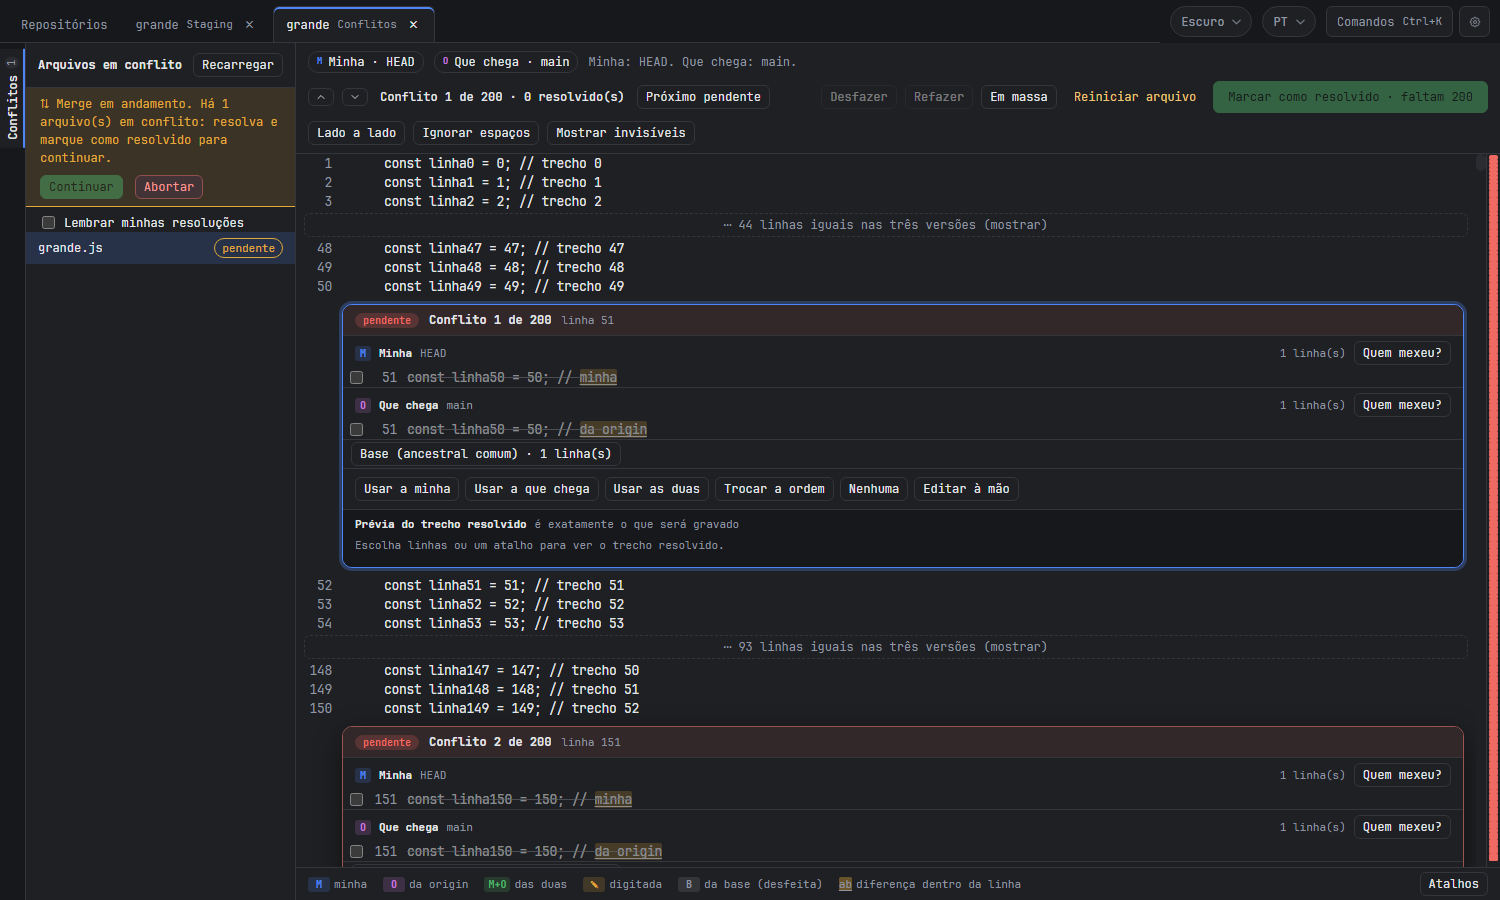 Repositórios grande Staging × grande Conflitos × Escuro PT Comandos Ctrl+K
Conflitos 1
Arquivos em conflito Recarregar
⇅ Merge em andamento. Há 1
arquivo(s) em conflito: resolva e
marque como resolvido para
continuar.
Continuar Abortar
Lembrar minhas resoluções
grande.js pendente
M Minha · HEAD O Que chega · main Minha: HEAD. Que chega: main.
Conflito 1 de 200 · 0 resolvido(s) Próximo pendente Desfazer Refazer Em massa Reiniciar arquivo Marcar como resolvido · faltam 200
Lado a lado Ignorar espaços Mostrar invisíveis
1 const linha0 = 0; // trecho 0
2 const linha1 = 1; // trecho 1
3 const linha2 = 2; // trecho 2
⋯ 44 linhas iguais nas três versões (mostrar)
48 const linha47 = 47; // trecho 47
49 const linha48 = 48; // trecho 48
50 const linha49 = 49; // trecho 49
pendente Conflito 1 de 200 linha 51
M Minha HEAD 1 linha(s) Quem mexeu?
51 const linha50 = 50; // minha
O Que chega main 1 linha(s) Quem mexeu?
51 const linha50 = 50; // da origin
Base (ancestral comum) · 1 linha(s)
Usar a minha Usar a que chega Usar as duas Trocar a ordem Nenhuma Editar à mão
Prévia do trecho resolvido é exatamente o que será gravado
Escolha linhas ou um atalho para ver o trecho resolvido.
52 const linha51 = 51; // trecho 51
53 const linha52 = 52; // trecho 52
54 const linha53 = 53; // trecho 53
⋯ 93 linhas iguais nas três versões (mostrar)
148 const linha147 = 147; // trecho 50
149 const linha148 = 148; // trecho 51
150 const linha149 = 149; // trecho 52
pendente Conflito 2 de 200 linha 151
M Minha HEAD 1 linha(s) Quem mexeu?
151 const linha150 = 150; // minha
O Que chega main 1 linha(s) Quem mexeu?
151 const linha150 = 150; // da origin
M minha O da origin M+O das duas ✎ digitada B da base (desfeita) ab diferença dentro da linha Atalhos